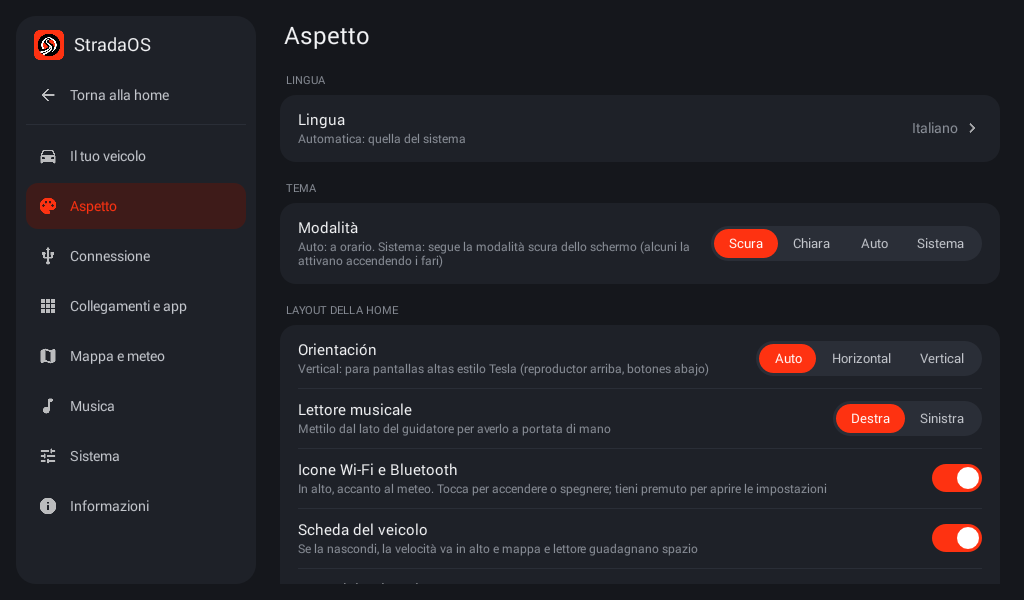 StradaOS
Torna alla home
Il tuo veicolo
Aspetto
Connessione
Collegamenti e app
Mappa e meteo
Musica
Sistema
Informazioni
Aspetto
LINGUA
Lingua
Automatica: quella del sistema
Italiano
TEMA
Modalità
Auto: a orario. Sistema: segue la modalità scura dello schermo (alcuni la
attivano accendendo i fari)
Scura Chiara Auto Sistema
LAYOUT DELLA HOME
Orientación
Vertical: para pantallas altas estilo Tesla (reproductor arriba, botones abajo)
Auto Horizontal Vertical
Lettore musicale
Mettilo dal lato del guidatore per averlo a portata di mano
Destra Sinistra
Icone Wi-Fi e Bluetooth
In alto, accanto al meteo. Tocca per accendere o spegnere; tieni premuto per aprire le impostazioni
Scheda del veicolo
Se la nascondi, la velocità va in alto e mappa e lettore guadagnano spazio